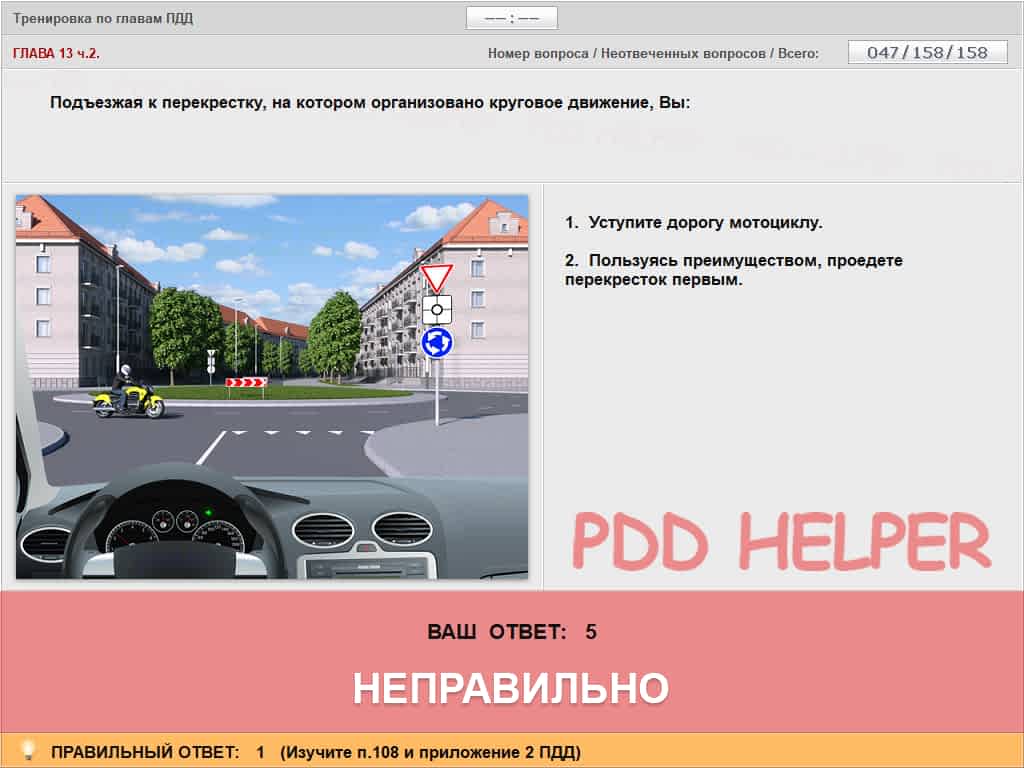 Тренировка по главам ПДД
—— : ——
ГЛАВА 13 ч.2.
Номер вопроса / Неотвеченных вопросов / Всего:
047/158/158
Подъезжая к перекрестку, на котором организовано круговое движение, Вы:
1. Уступите дорогу мотоциклу.
2. Пользуясь преимуществом, проедете
перекресток первым.
PDD HELPER
ВАШ ОТВЕТ: 5
НЕПРАВИЛЬНО
ПРАВИЛЬНЫЙ ОТВЕТ: 1 (Изучите п.108 и приложение 2 ПДД)